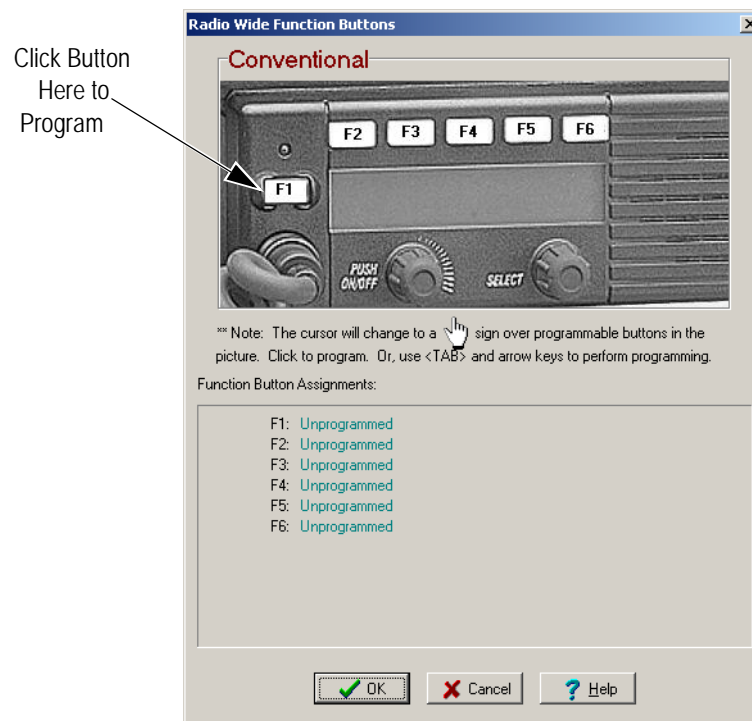 Radio Wide Function Buttons
Click Button
Here to
Program
Conventional
F2 F3 F4 F5 F6
F1
PUSH
ON/OFF
SELECT
** Note: The cursor will change to a sign over programmable buttons in the
picture. Click to program. Or, use <TAB> and arrow keys to perform programming.
Function Button Assignments:
F1: Unprogrammed
F2: Unprogrammed
F3: Unprogrammed
F4: Unprogrammed
F5: Unprogrammed
F6: Unprogrammed
OK Cancel ? Help